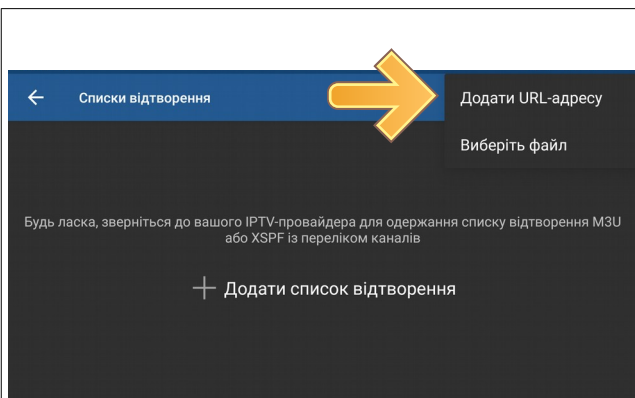 Списки відтворення
Додати URL-адресу
Виберіть файл
Будь ласка, зверніться до вашого IPTV-провайдера для одержання списку відтворення M3U
або XSPF із переліком каналів
Додати список відтворення